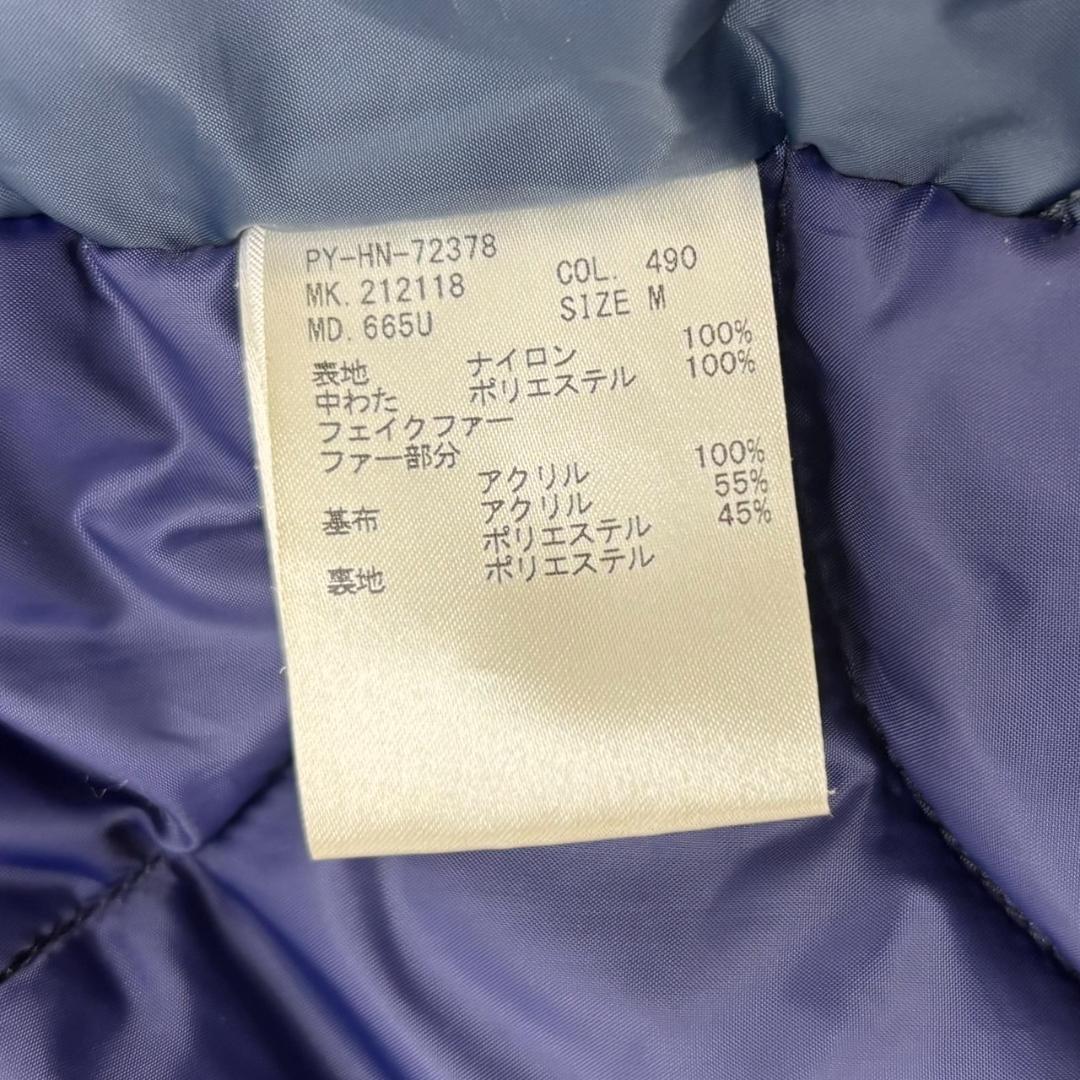 PY-HN-72378
MK. 212118 COL. 490
MD. 665U SIZE M
表地 ナイロン 100%
中わた ポリエステル 100%
フェイクファー
ファー部分
アクリル 100%
基布 アクリル 55%
ポリエステル 45%
裏地 ポリエステル